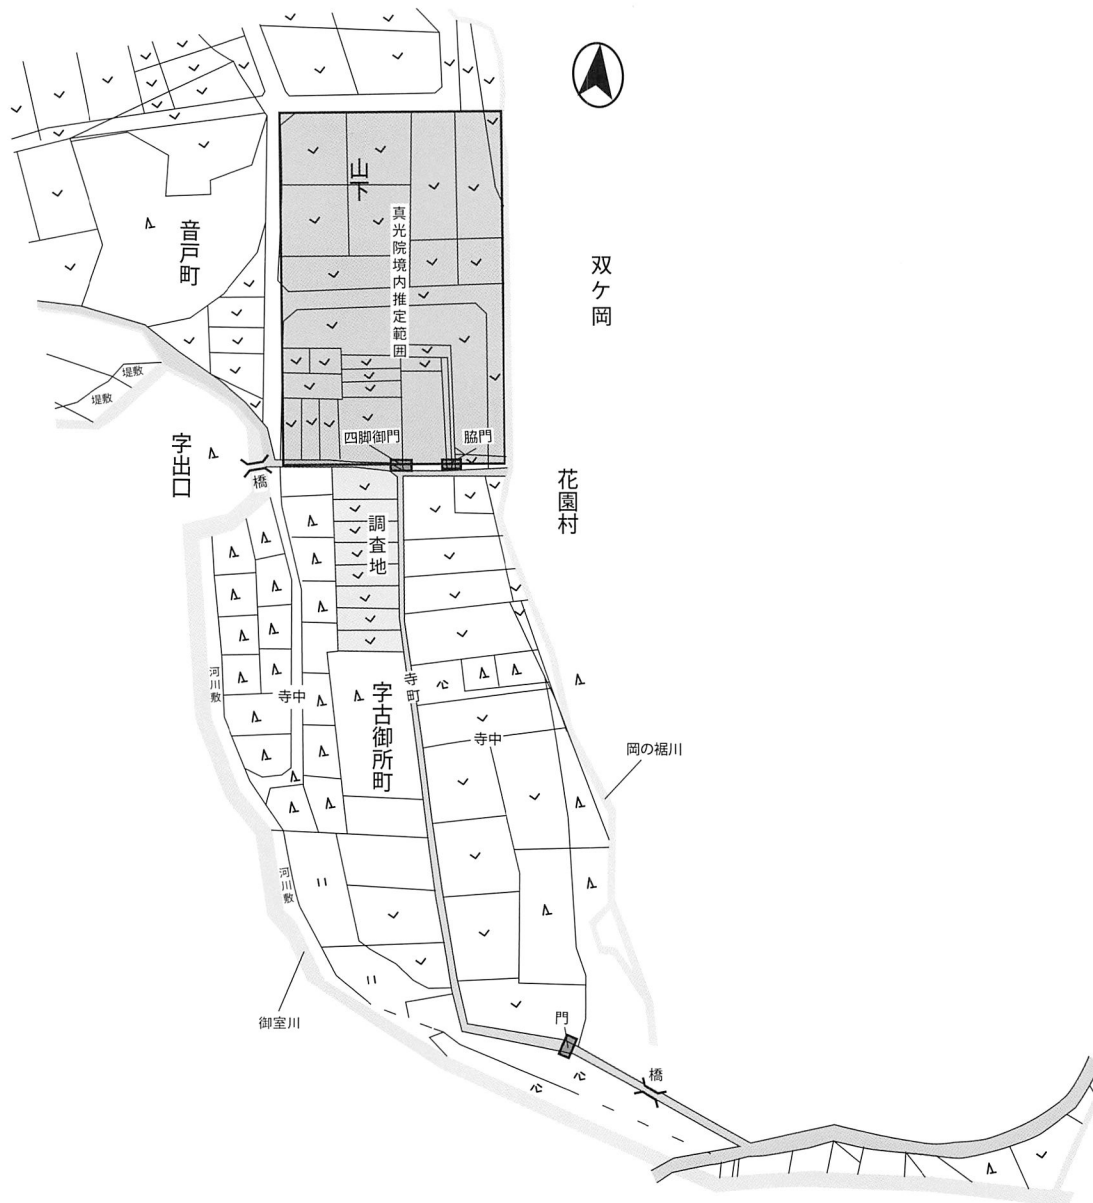 山下
真光院境内推定範囲
音戸町
双ケ岡
堤敷
堤敷
四脚御門
脇門
字出口
橋
花園村
調査地
河川敷
寺中
寺町
字古御所町
寺中
岡の裾川
河川敷
御室川
門
橋